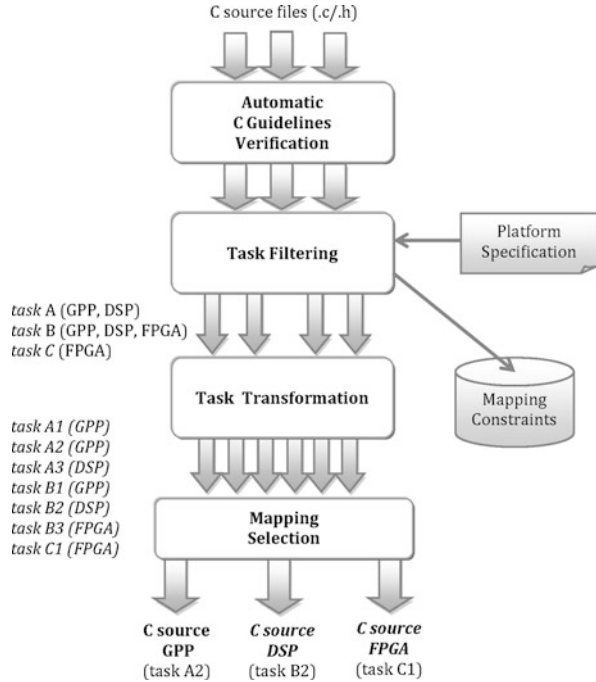 C source files (.c/.h)
Automatic
C Guidelines
Verification
Task Filtering
Platform
Specification
task A (GPP, DSP)
task B (GPP, DSP, FPGA)
task C (FPGA)
Task Transformation
Mapping
Constraints
task A1 (GPP)
task A2 (GPP)
task A3 (DSP)
task B1 (GPP)
task B2 (DSP)
task B3 (FPGA)
task C1 (FPGA)
Mapping
Selection
C source
GPP
(task A2)
C source
DSP
(task B2)
C source
FPGA
(task C1)